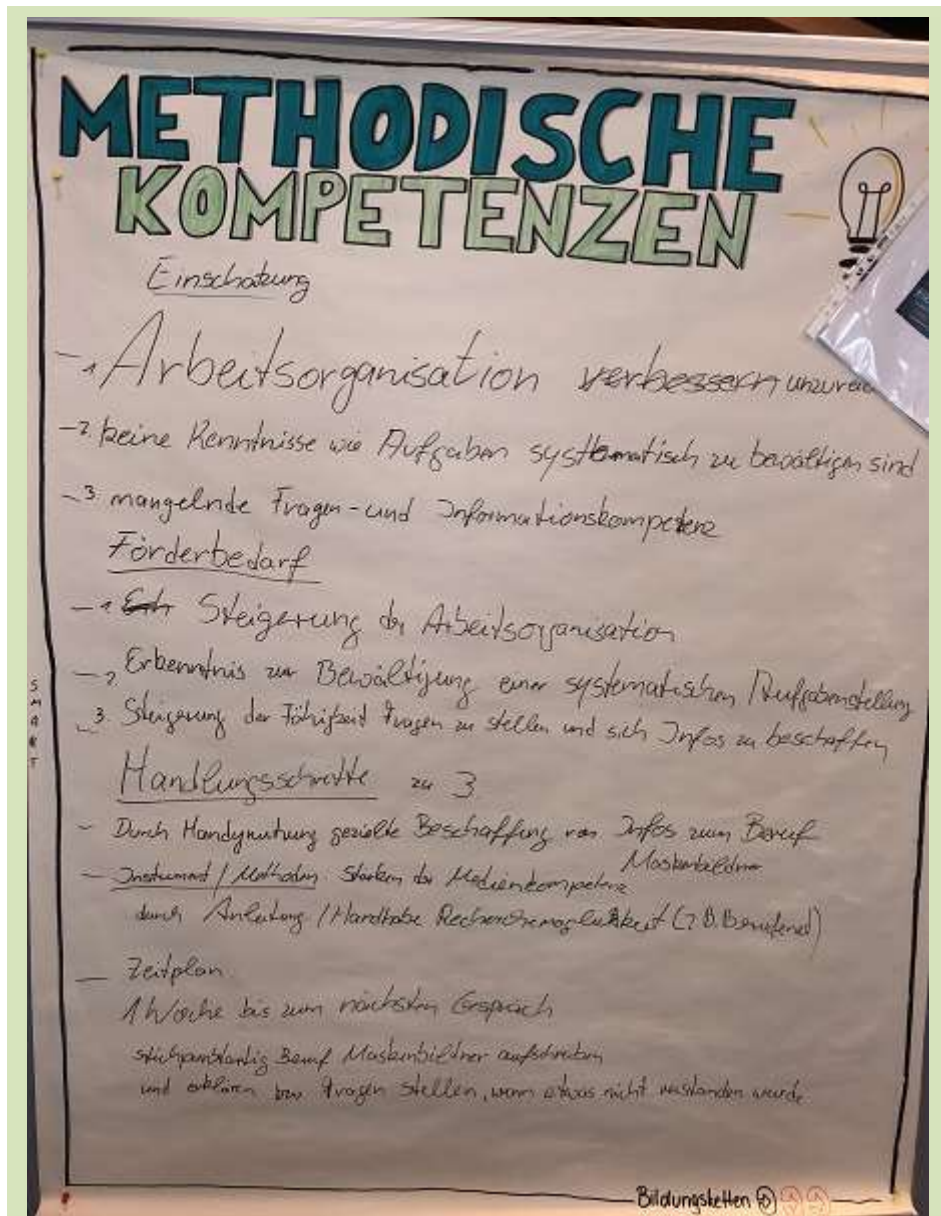 METHODISCHE
KOMPETENZEN
Einschätzung
- 1 Arbeitsorganisation verbessern
- 2. keine Kenntnisse wie Aufgaben systematisch zu bewältigen sind
- 3. mangelnde Fragen- und Informationskompetenz
Förderbedarf
- 1 Steigerung der Arbeitsorganisation
- 2 Erkenntnis zur Bewältigung einer systematischen Aufgabenstellung
- 3. Steigerung der Fähigkeit Fragen zu stellen und sich Infos zu beschaffen
SMART
Handlungsschritte zu 3
- Durch Handynutzung gezielte Beschaffung von Infos zum Beruf
Maskenbildner
- Instrument / Methoden Stärken der Medienkompetenz
durch Anleitung / Handhabe Recherchemöglichkeit (z.B. Berufenet)
- Zeitplan
1 Woche bis zum nächsten Gespräch
stichpunktartig Beruf Maskenbildner aufschreiben
und erklären bzw Fragen stellen, wenn etwas nicht verstanden wurde
Bildungsketten